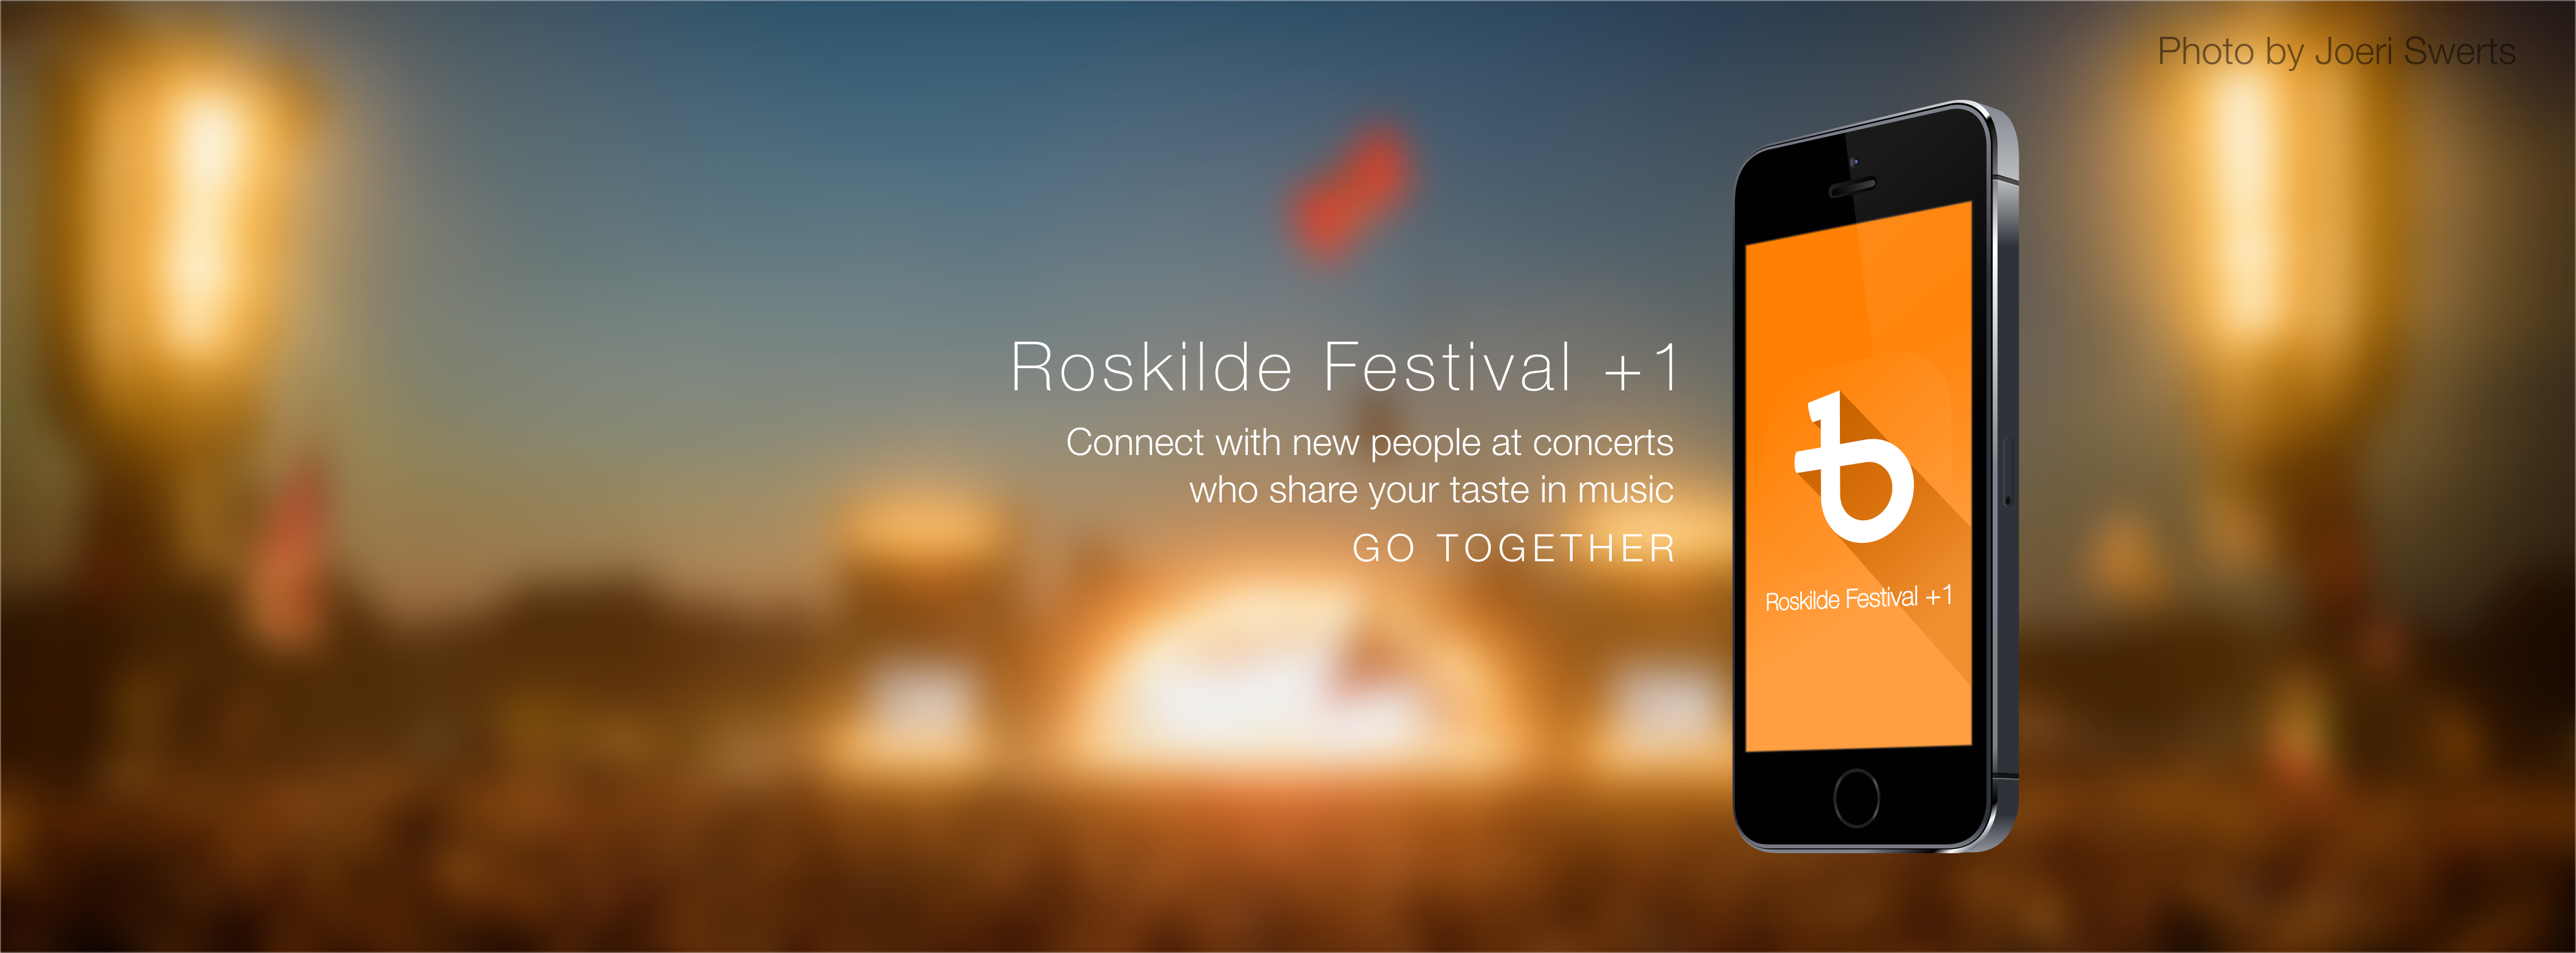 Photo by Joeri Swerts
Roskilde Festival +1
Connect with new people at concerts
who share your taste in music
GO TOGETHER
Roskilde Festival +1